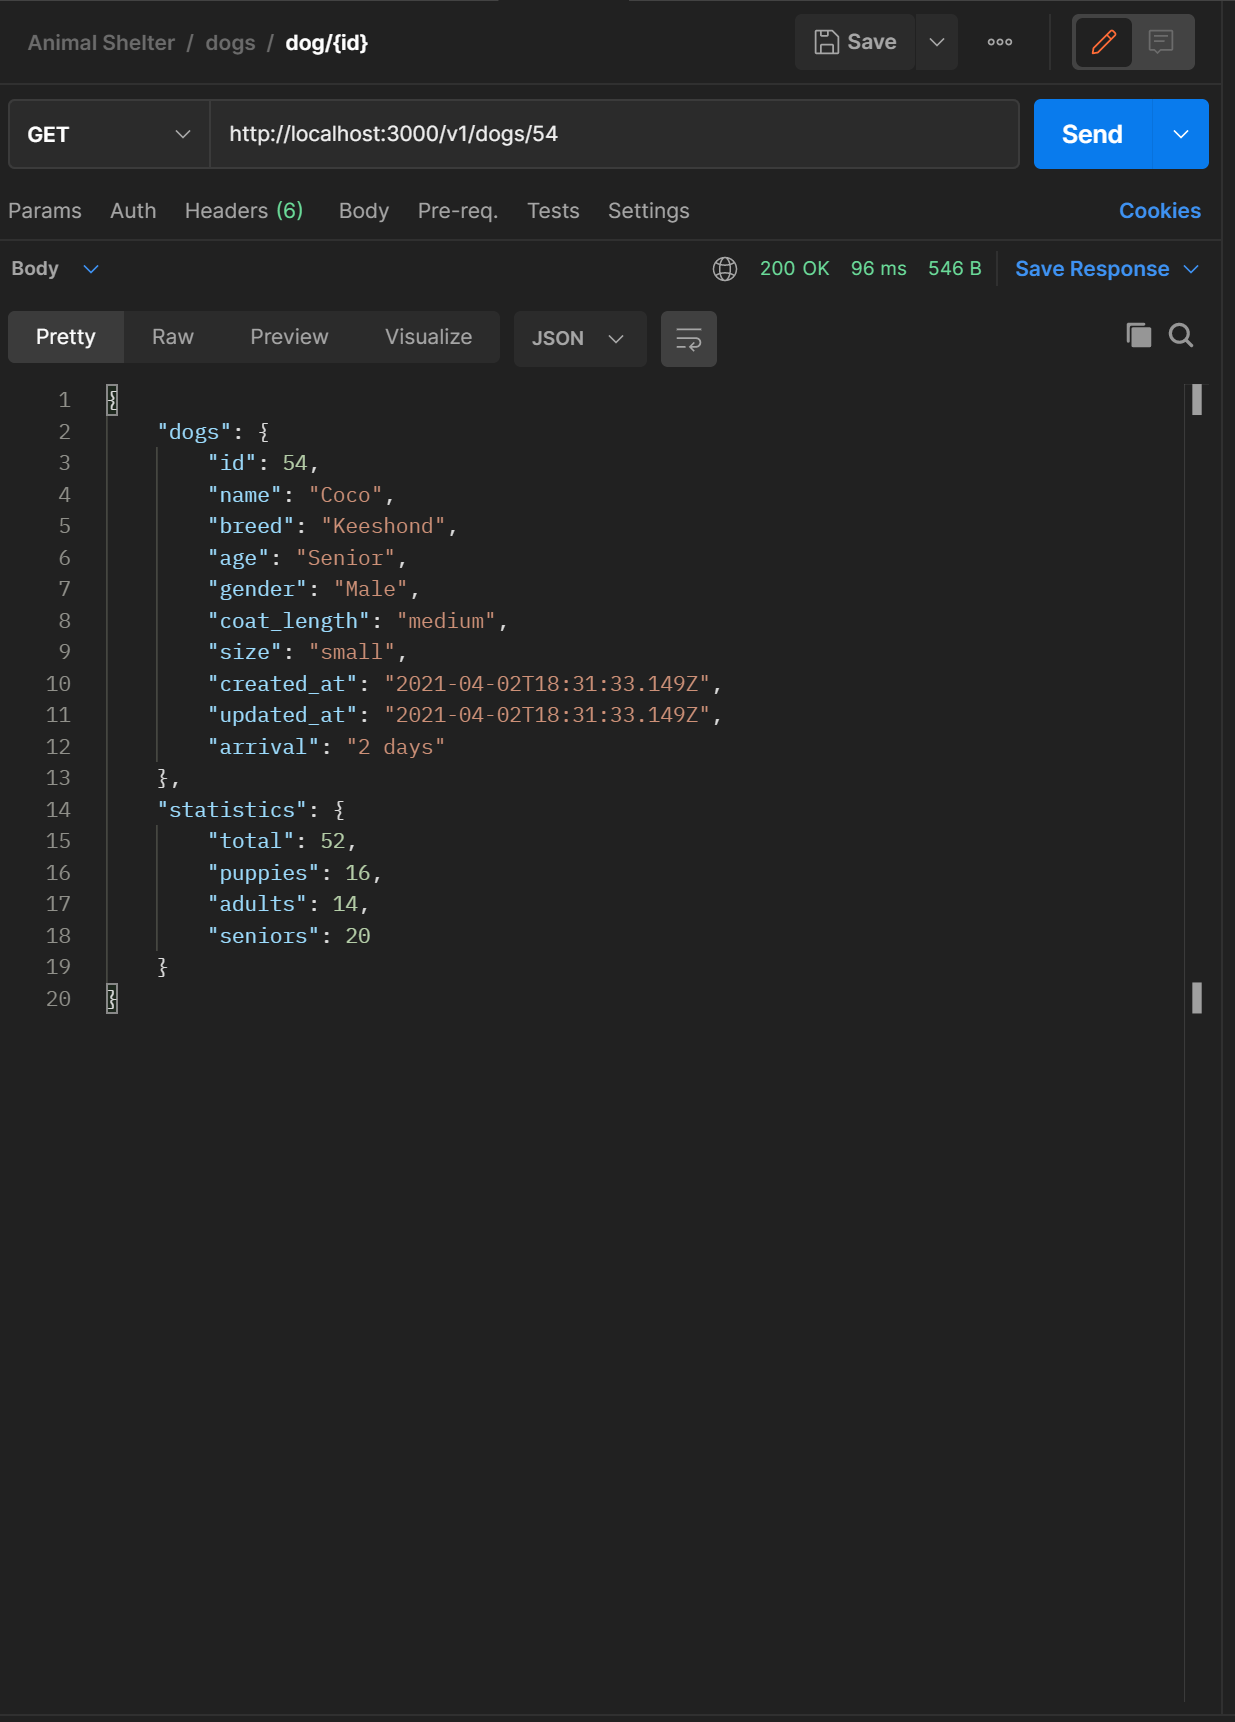 Animal Shelter / dogs / dog/{id} Save
GET http://localhost:3000/v1/dogs/54 Send
Params Auth Headers (6) Body Pre-req. Tests Settings Cookies
Body 200 OK 96 ms 546 B Save Response
Pretty Raw Preview Visualize JSON
1 {
2 "dogs": {
3 "id": 54,
4 "name": "Coco",
5 "breed": "Keeshond",
6 "age": "Senior",
7 "gender": "Male",
8 "coat_length": "medium",
9 "size": "small",
10 "created_at": "2021-04-02T18:31:33.149Z",
11 "updated_at": "2021-04-02T18:31:33.149Z",
12 "arrival": "2 days"
13 },
14 "statistics": {
15 "total": 52,
16 "puppies": 16,
17 "adults": 14,
18 "seniors": 20
19 }
20 }